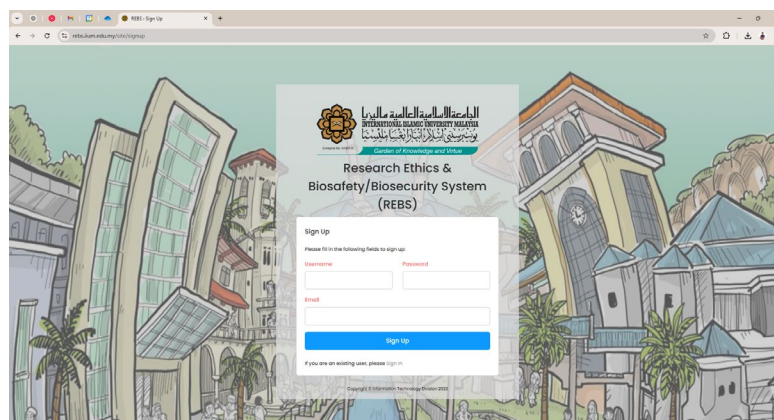 REBS - Sign Up
rebs.iium.edu.my/site/signup
الجامعة الإسلامية العالمية ماليزيا
INTERNATIONAL ISLAMIC UNIVERSITY MALAYSIA
Garden of Knowledge and Virtue
Research Ethics &
Biosafety/Biosecurity System
(REBS)
Sign Up
Please fill in the following fields to sign up:
Username
Password
Email
Sign Up
If you are an existing user, please Sign In
Copyright © Information Technology Division 2022